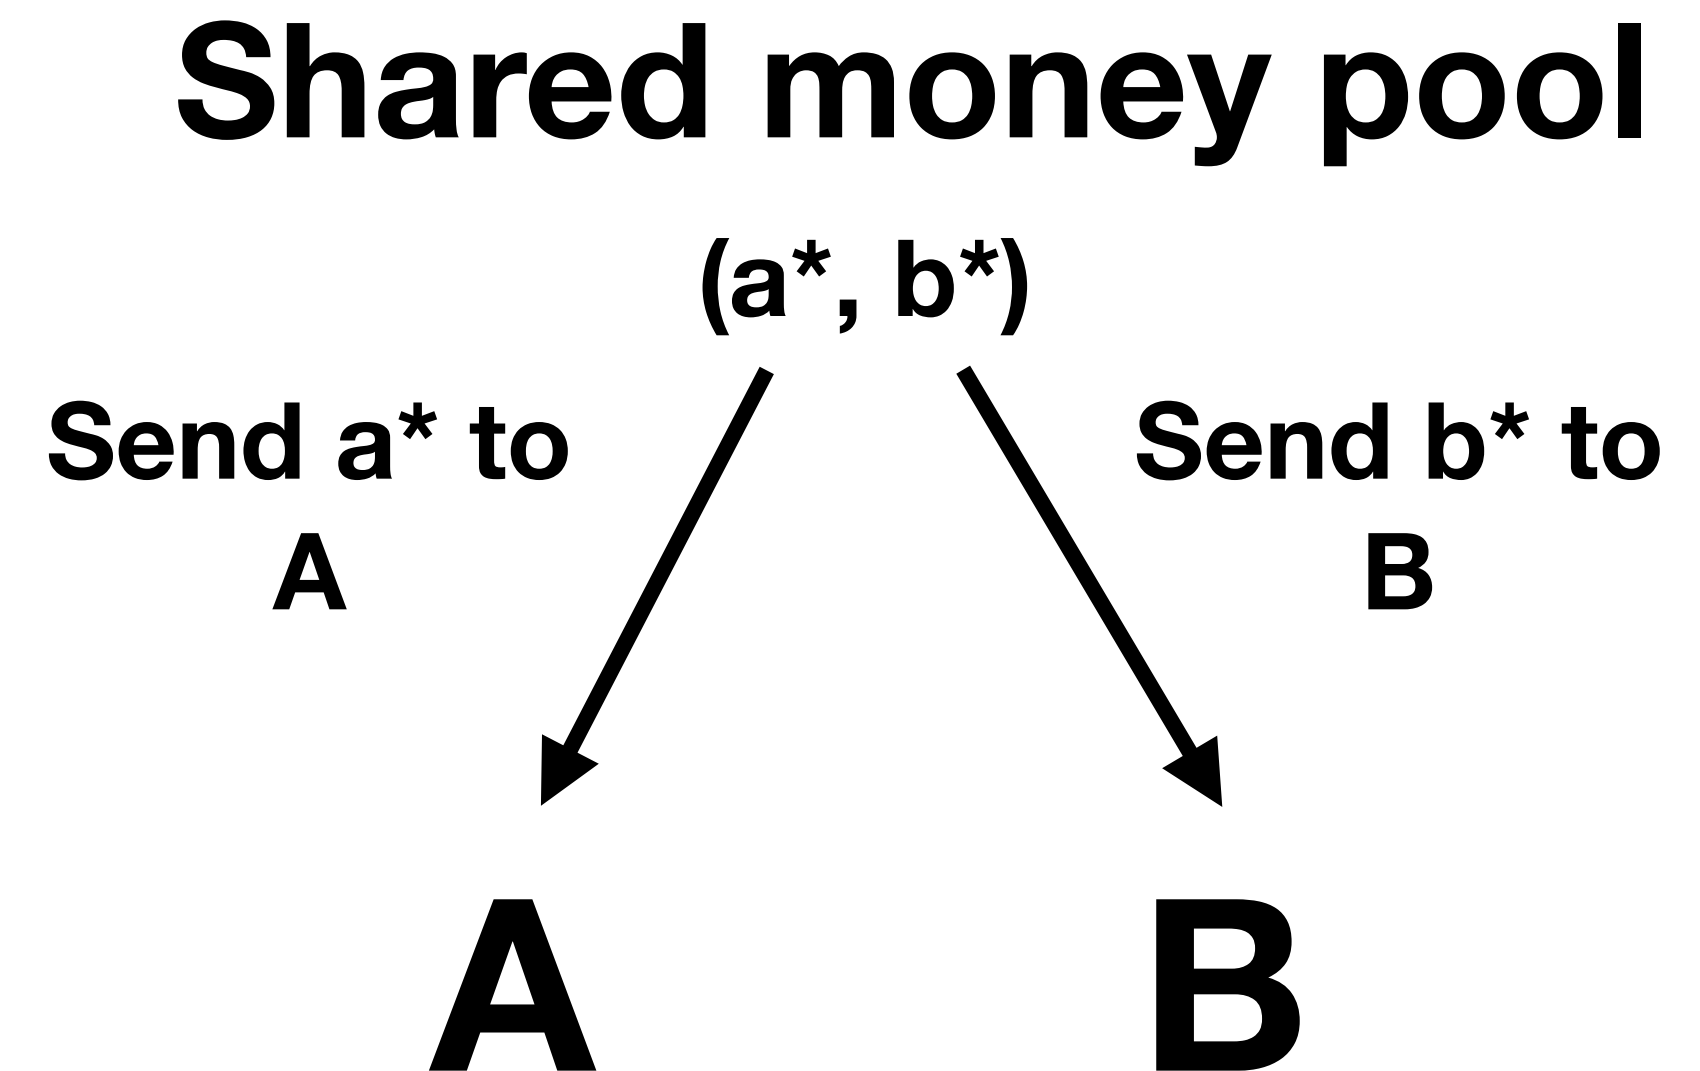 Shared money pool
(a*, b*)
Send a* to
A
Send b* to
B
A
B